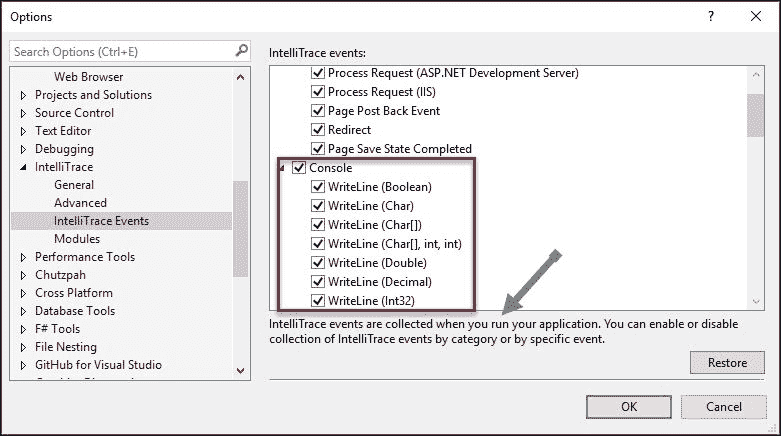 Options
Search Options (Ctrl+E)
Web Browser
Projects and Solutions
Source Control
Text Editor
Debugging
IntelliTrace
General
Advanced
IntelliTrace Events
Modules
Performance Tools
Chutzpah
Cross Platform
Database Tools
F# Tools
File Nesting
GitHub for Visual Studio
IntelliTrace events:
Process Request (ASP.NET Development Server)
Process Request (IIS)
Page Post Back Event
Redirect
Page Save State Completed
Console
WriteLine (Boolean)
WriteLine (Char)
WriteLine (Char[])
WriteLine (Char[], int, int)
WriteLine (Double)
WriteLine (Decimal)
WriteLine (Int32)
IntelliTrace events are collected when you run your application. You can enable or disable
collection of IntelliTrace events by category or by specific event.
Restore
OK
Cancel